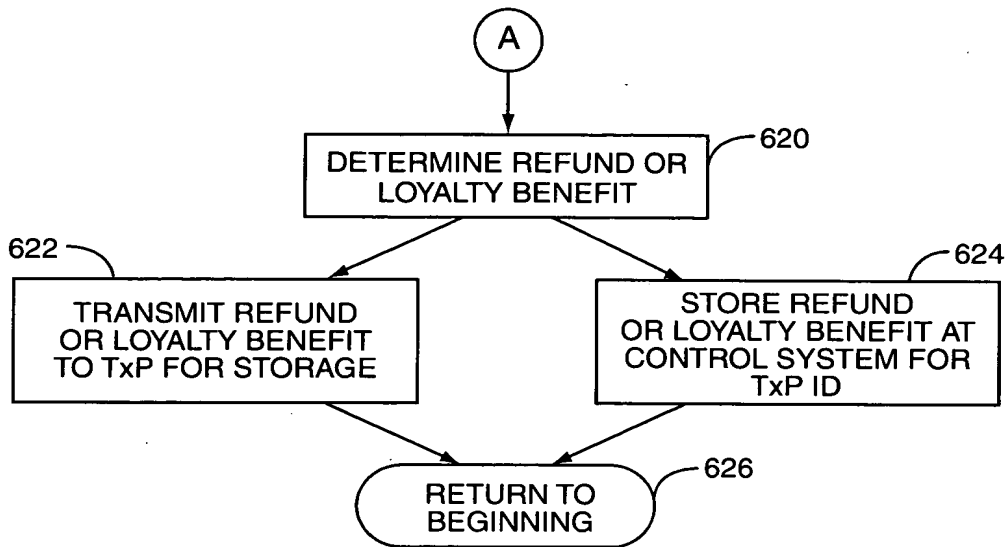 A
DETERMINE REFUND OR
LOYALTY BENEFIT
620
622
TRANSMIT REFUND
OR LOYALTY BENEFIT
TO TxP FOR STORAGE
624
STORE REFUND
OR LOYALTY BENEFIT AT
CONTROL SYSTEM FOR
TxP ID
RETURN TO
BEGINNING
626